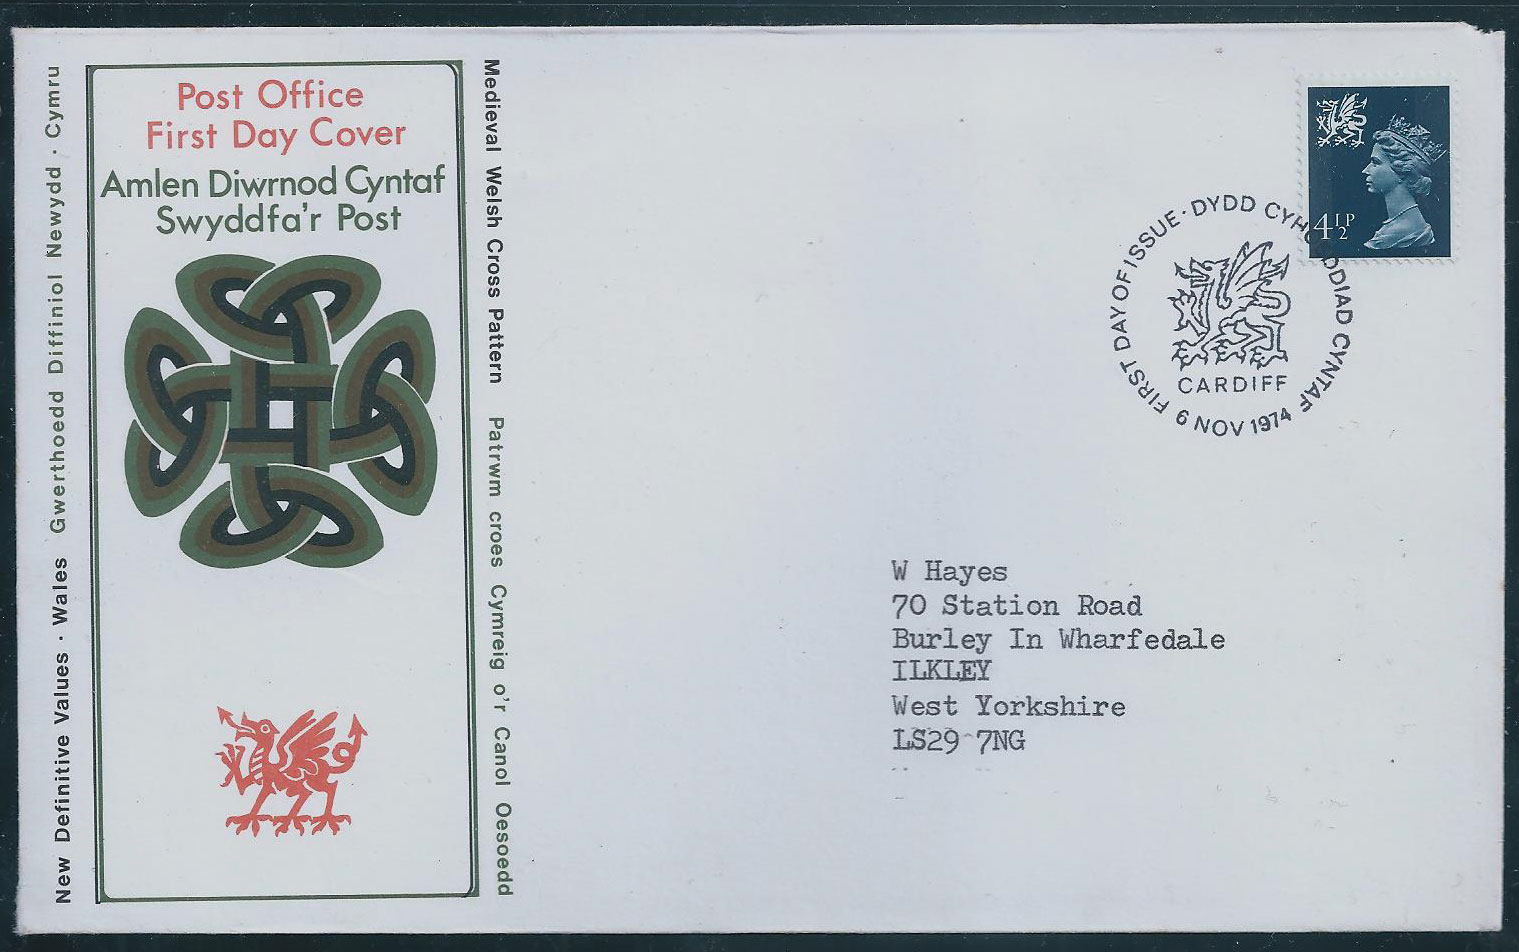 New Definitive Values · Wales Gwerthoedd Diffiniol Newydd · Cymru
Post Office
First Day Cover
Amlen Diwrnod Cyntaf
Swyddfa'r Post
Medieval Welsh Cross Pattern Patrwm croes Cymreig o'r Canol Oesoedd
4½P
FIRST DAY OF ISSUE · DYDD CYHOEDDIAD CYNTAF
CARDIFF
6 NOV 1974
W Hayes
70 Station Road
Burley In Wharfedale
ILKLEY
West Yorkshire
LS29 7NG